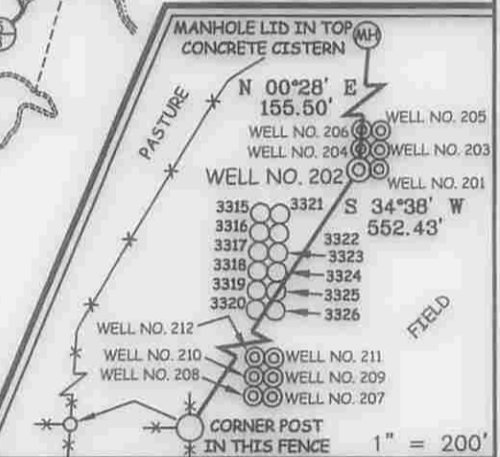 MANHOLE LID IN TOP
CONCRETE CISTERN
MH
N 00°28' E
155.50'
PASTURE
WELL NO. 205
WELL NO. 206
WELL NO. 204
WELL NO. 203
WELL NO. 202
WELL NO. 201
S 34°38' W
552.43'
3315
3321
3316
3322
3317
3323
3318
3324
3319
3325
3320
3326
FIELD
WELL NO. 212
WELL NO. 210
WELL NO. 211
WELL NO. 208
WELL NO. 209
WELL NO. 207
CORNER POST
IN THIS FENCE
1" = 200'